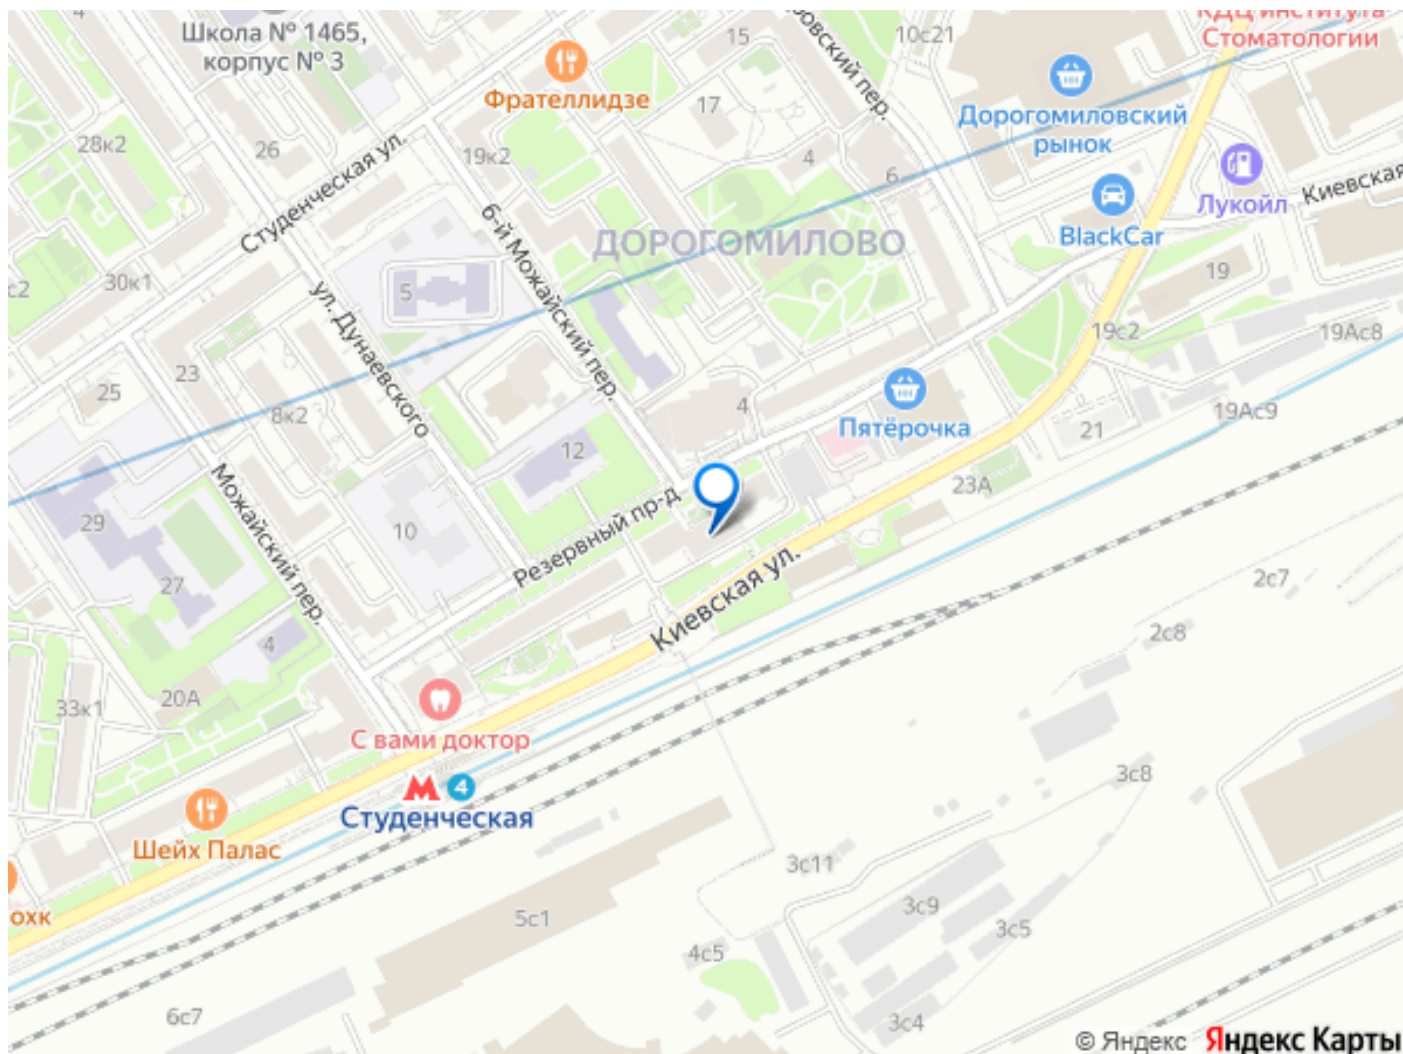 Школа № 1465,
корпус № 3
КДЦ института
Стоматологии
15
10с21
Фрателлидзе
17
Дорогомиловский
рынок
28к2
26
19к2
4
6
Студенческая ул.
Лукойл
Киевская
BlackCar
ДОРОГОМИЛОВО
6-й Можайский пер.
19
30к1
5
ул. Дунаевского
19с2
19Ас8
23
25
8к2
4
Пятёрочка
19Ас9
21
12
23А
Можайский пер.
29
10
Резервный пр-д
27
Киевская ул.
2с7
2с8
4
20А
33к1
С вами доктор
4
Студенческая
3с8
Шейх Палас
3с11
охк
5с1
3с9
3с5
4с5
6с7
3с4
© Яндекс Яндекс Карты